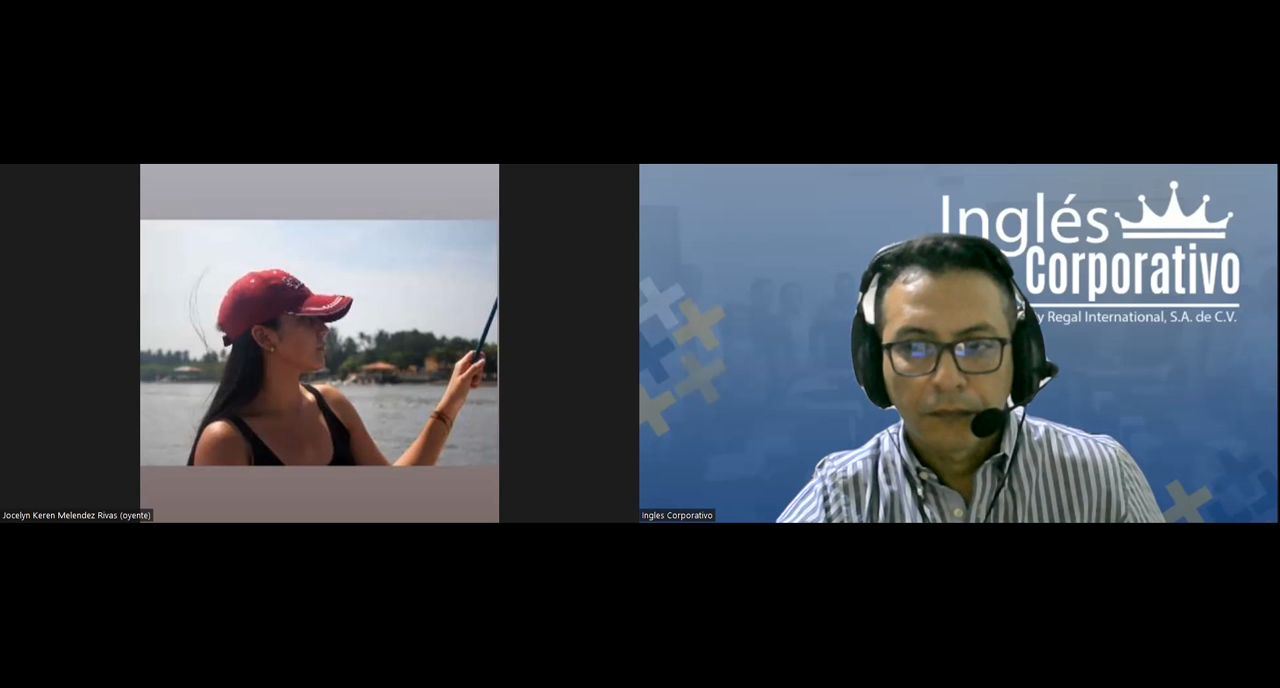 Inglés
Corporativo
y Regal International, S.A. de C.V.
Jocelyn Keren Melendez Rivas (oyente)
Ingles Corporativo